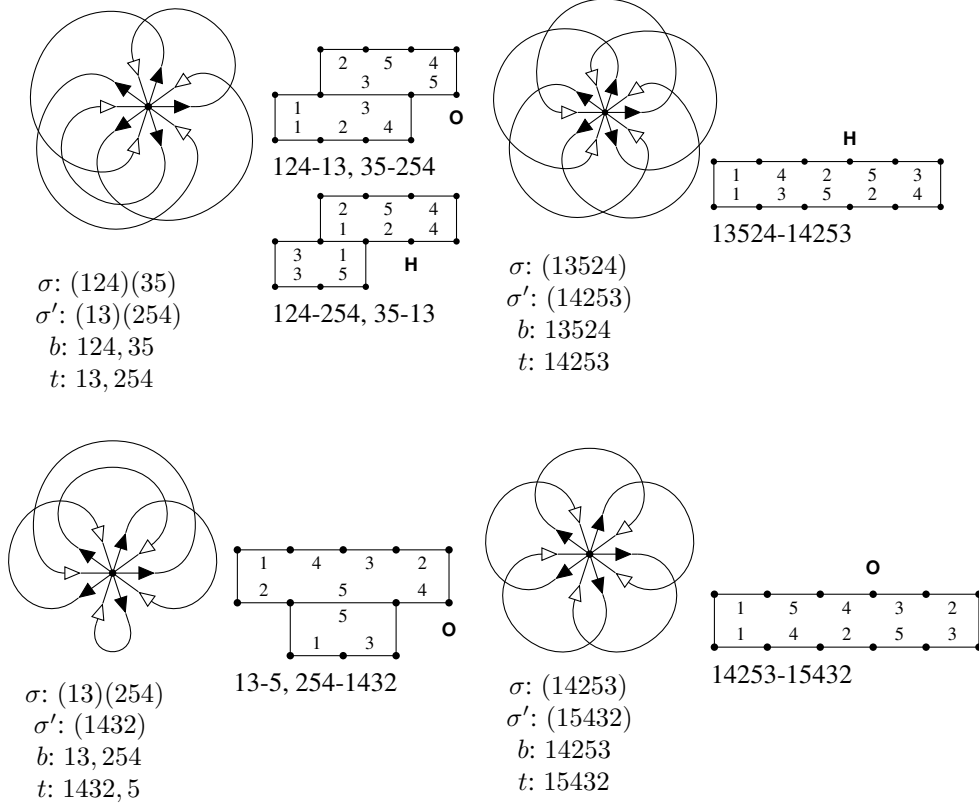 2 5 4
3 5
1 3
1 2 4
O
124-13, 35-254
2 5 4
1 2 4
3 1
3 5
H
124-254, 35-13
σ: (124)(35)
σ′: (13)(254)
b: 124, 35
t: 13, 254
H
1 4 2 5 3
1 3 5 2 4
13524-14253
σ: (13524)
σ′: (14253)
b: 13524
t: 14253
1 4 3 2
2 5 4
5
1 3
O
13-5, 254-1432
σ: (13)(254)
σ′: (1432)
b: 13, 254
t: 1432, 5
O
1 5 4 3 2
1 4 2 5 3
14253-15432
σ: (14253)
σ′: (15432)
b: 14253
t: 15432